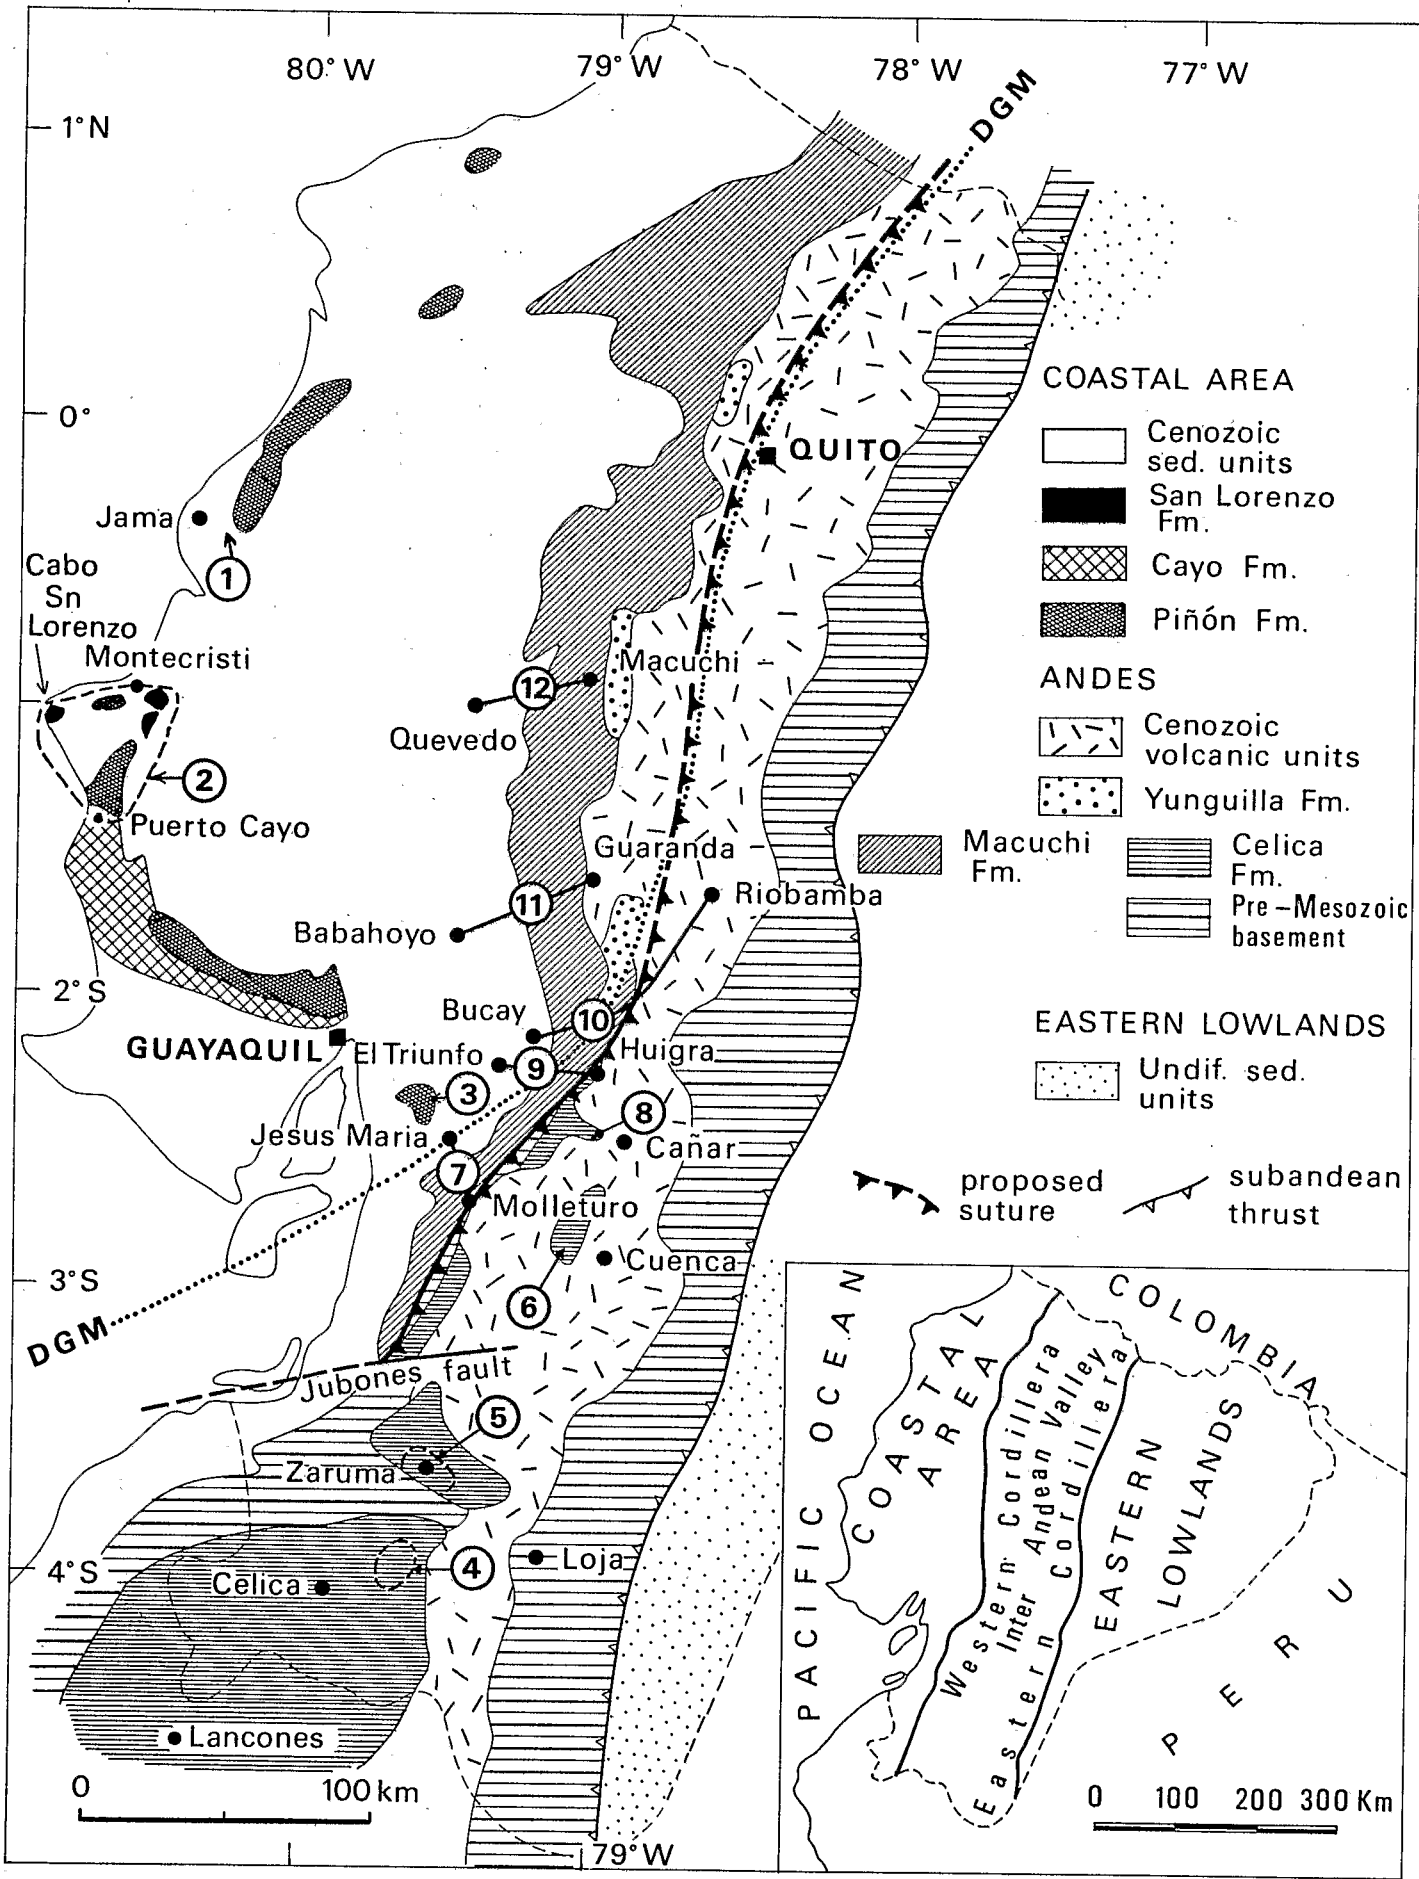 80° W
79° W
78° W
77° W
1° N
DGM
COASTAL AREA
Cenozoic
sed. units
San Lorenzo
Fm.
Cayo Fm.
Piñón Fm.
ANDES
Cenozoic
volcanic units
Yunguilla Fm.
Macuchi
Fm.
Celica
Fm.
Pre-Mesozoic
basement
EASTERN LOWLANDS
Undif. sed.
units
proposed
suture
subandean
thrust
0°
QUITO
Jama
1
Cabo
Sn
Lorenzo
Montecristi
Macuchi
12
Quevedo
2
Puerto Cayo
Guaranda
Riobamba
11
Babahoyo
2° S
Bucay
10
GUAYAQUIL
El Triunfo
9
Huigra
3
8
Jesus Maria
Cañar
7
Molleturo
Cuenca
3° S
6
DGM
Jubones fault
5
Zaruma
4° S
4
Loja
Celica
Lancones
0
100 km
79° W
PACIFIC OCEAN
COASTAL
AREA
Western Cordillera
Inter Andean Valley
Eastern Cordillera
EASTERN
LOWLANDS
COLOMBIA
PERU
0 100 200 300 Km